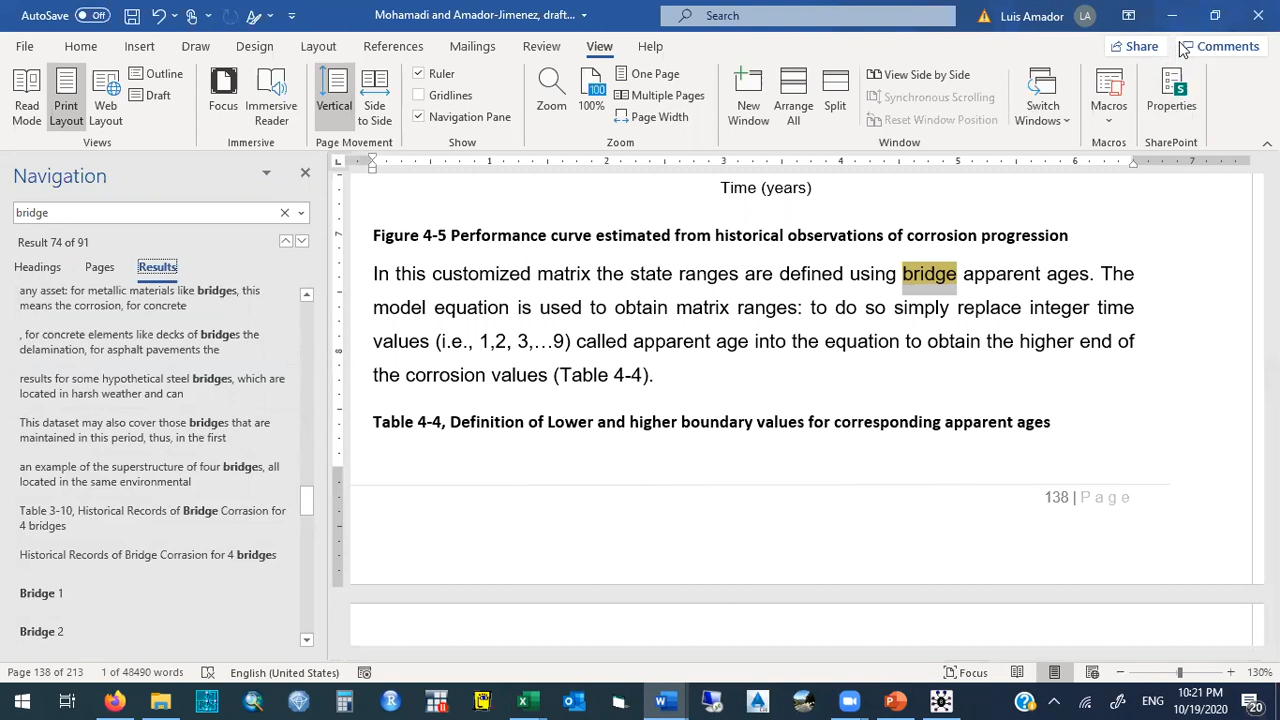 AutoSave Off Mohamadi and Amador-Jimenez, draft... Search Luis Amador LA
File Home Insert Draw Design Layout References Mailings Review View Help Share Comments
Read Mode Print Layout Web Layout Outline Draft Focus Immersive Reader Vertical Side to Side Ruler Gridlines Navigation Pane Zoom 100 100% One Page Multiple Pages Page Width New Window Arrange All Split View Side by Side Synchronous Scrolling Reset Window Position Switch Windows Macros Properties
Views Immersive Page Movement Show Zoom Window Macros SharePoint
1 2 3 4 5 6 7
Navigation
bridge
Result 74 of 91
Headings Pages Results
any asset: for metallic materials like bridges, this
means the corrosion, for concrete
, for concrete elements like decks of bridges the
delamination, for asphalt pavements the
results for some hypothetical steel bridges, which are
located in harsh weather and can
This dataset may also cover those bridges that are
maintained in this period, thus, in the first
an example of the superstructure of four bridges, all
located in the same environmental
Table 3-10, Historical Records of Bridge Corrasion for
4 bridges
Historical Records of Bridge Corrasion for 4 bridges
Bridge 1
Bridge 2
Time (years)
Figure 4-5 Performance curve estimated from historical observations of corrosion progression
In this customized matrix the state ranges are defined using bridge apparent ages. The
model equation is used to obtain matrix ranges: to do so simply replace integer time
values (i.e., 1,2, 3,…9) called apparent age into the equation to obtain the higher end of
the corrosion values (Table 4-4).
Table 4-4, Definition of Lower and higher boundary values for corresponding apparent ages
138 | P a g e
Page 138 of 213 1 of 48490 words English (United States) Focus 130%
ENG 10:21 PM 10/19/2020 20